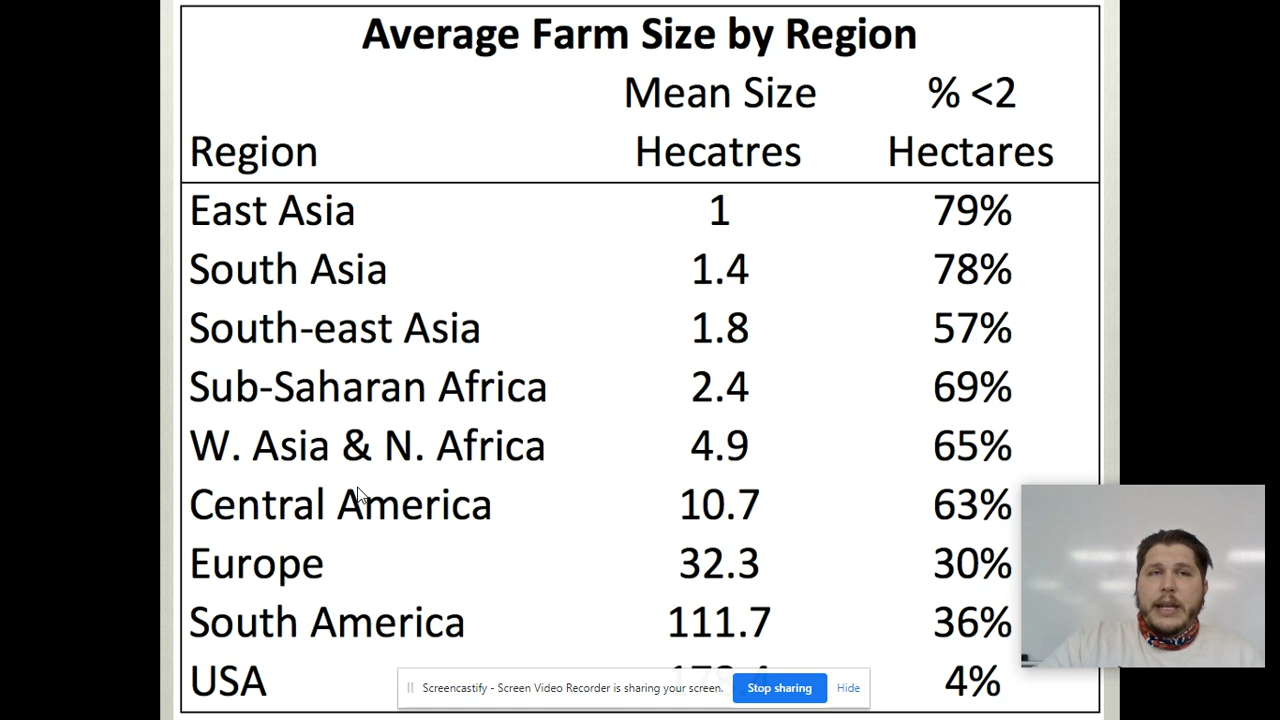 Average Farm Size by Region
Mean Size % <2
Region Hecatres Hectares
East Asia 1 79%
South Asia 1.4 78%
South-east Asia 1.8 57%
Sub-Saharan Africa 2.4 69%
W. Asia & N. Africa 4.9 65%
Central America 10.7 63%
Europe 32.3 30%
South America 111.7 36%
USA 4%
Screencastify - Screen Video Recorder is sharing your screen. Stop sharing Hide